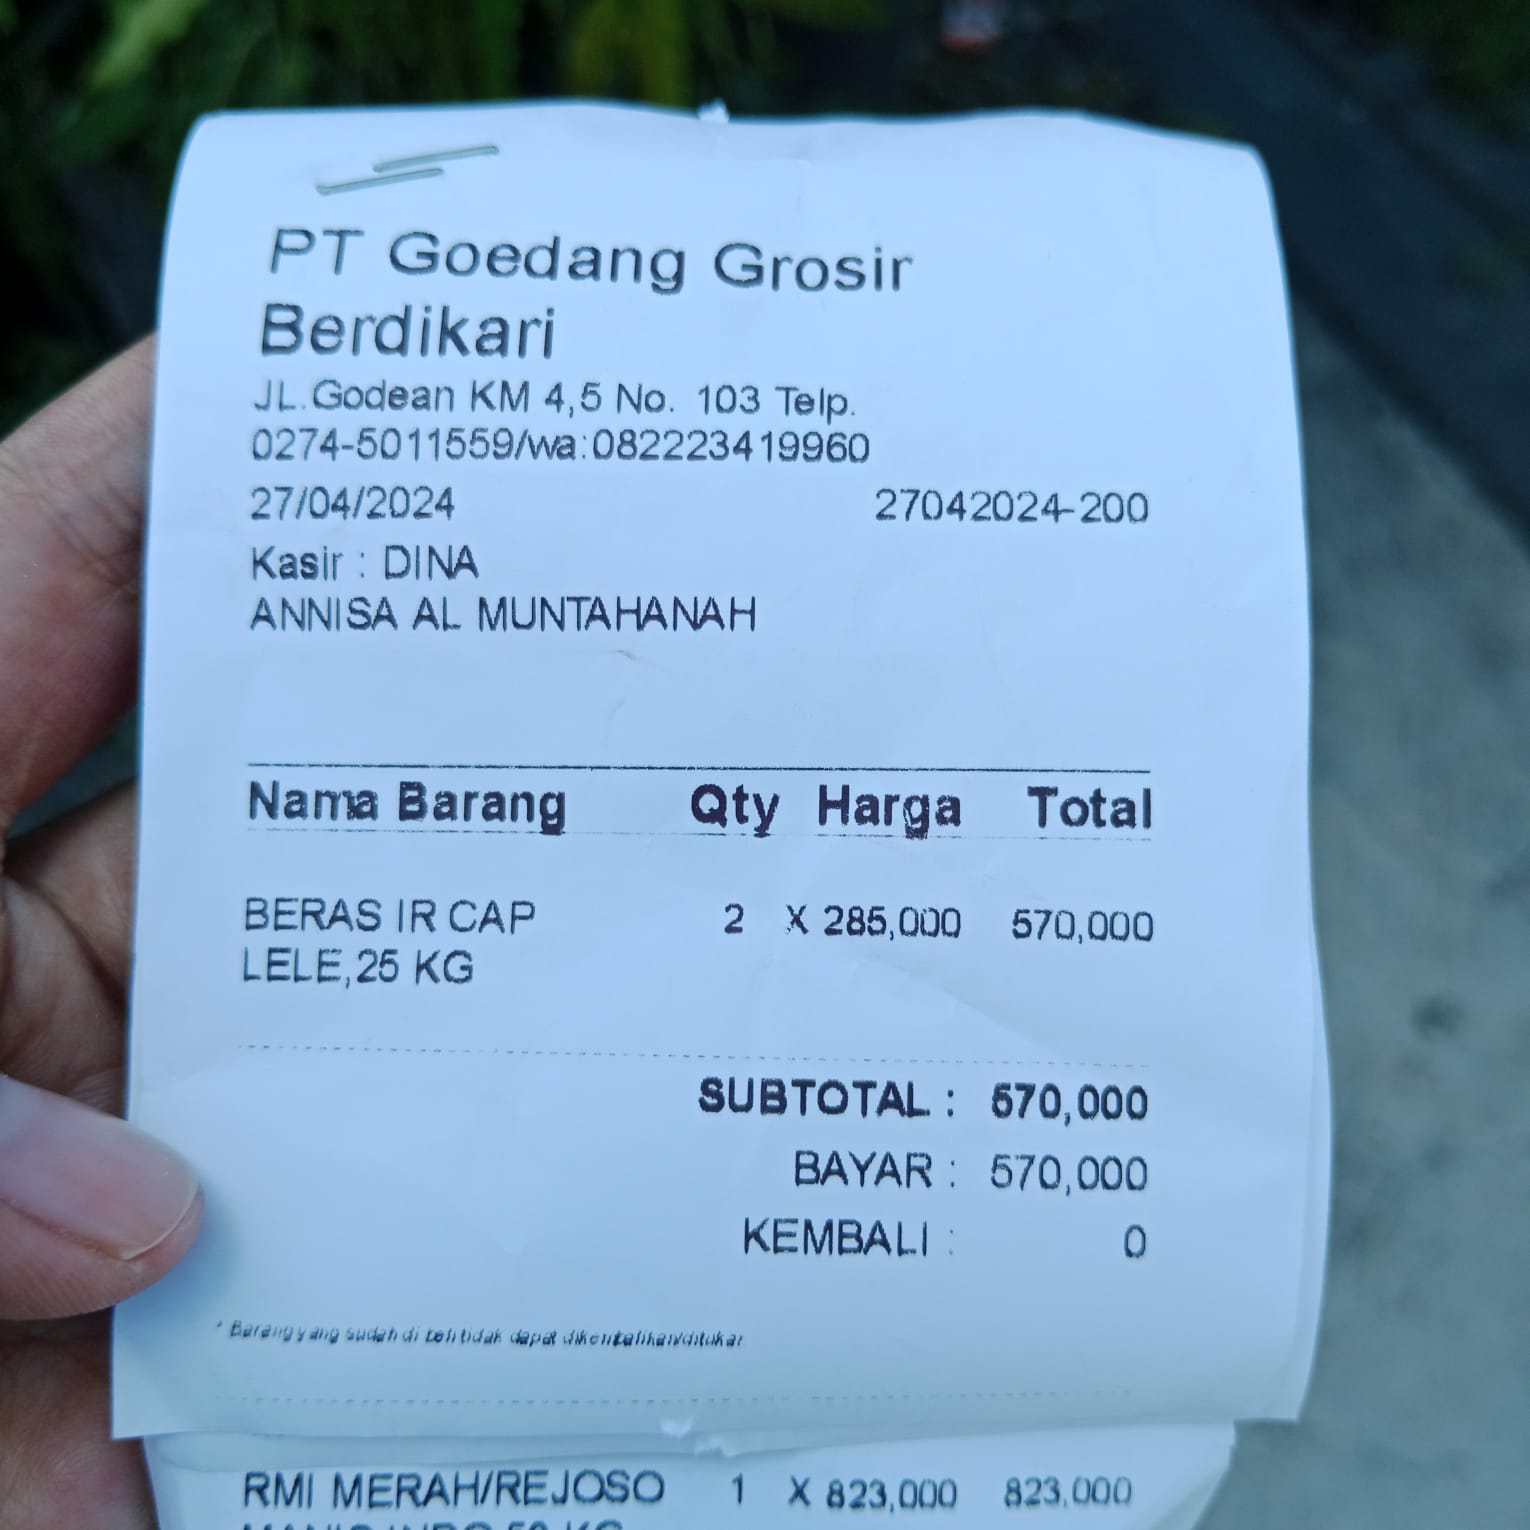 PT Goedang Grosir
Berdikari
JL.Godean KM 4,5 No. 103 Telp.
0274-5011559/wa:082223419960
27/04/2024 27042024-200
Kasir : DINA
ANNISA AL MUNTAHANAH
Nama Barang Qty Harga Total
BERAS IR CAP 2 X 285,000 570,000
LELE,25 KG
SUBTOTAL : 570,000
BAYAR : 570,000
KEMBALI : 0
* Barang yang sudah di beli tidak dapat dikembalikan/ditukar
RMI MERAH/REJOSO 1 X 823,000 823,000